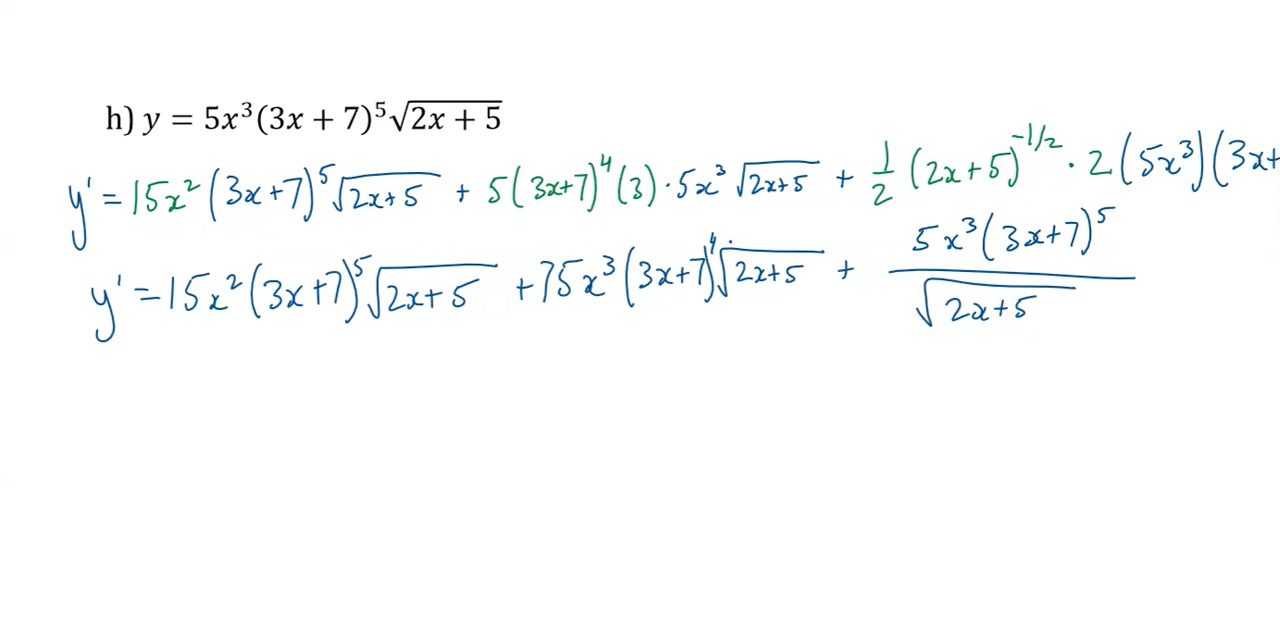 h) y = 5x³(3x + 7)⁵√(2x + 5)
y' = 15x² (3x+7)⁵ √(2x+5) + 5(3x+7)⁴ (3) · 5x³ √(2x+5) + 1/2 (2x+5)^(-1/2) · 2 (5x³)(3x+
y' = 15x² (3x+7)⁵ √(2x+5) + 75x³ (3x+7)⁴ √(2x+5) + 5x³(3x+7)⁵ / √(2x+5)